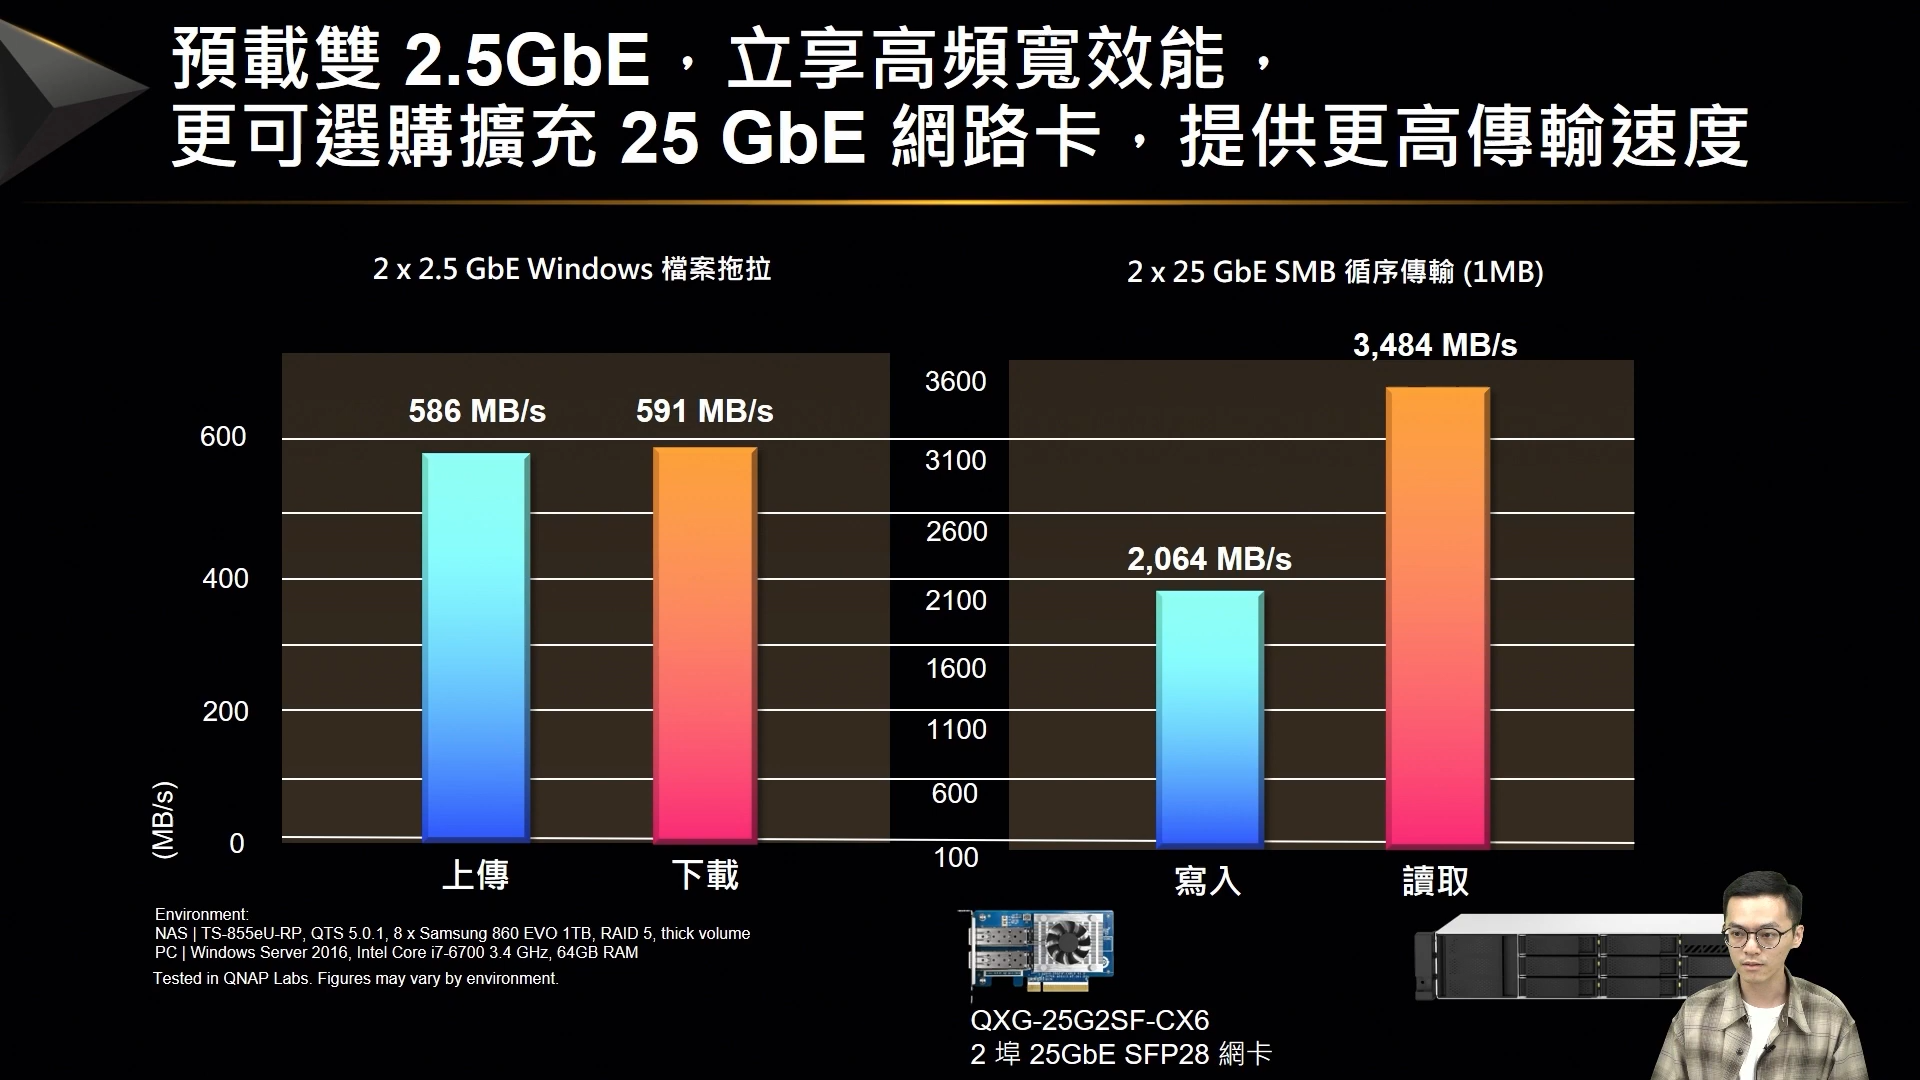 預載雙 2.5GbE，立享高頻寬效能，
更可選購擴充 25 GbE 網路卡，提供更高傳輸速度
2 x 2.5 GbE Windows 檔案拖拉
586 MB/s
591 MB/s
600
400
200
0
(MB/s)
上傳
下載
2 x 25 GbE SMB 循序傳輸 (1MB)
3,484 MB/s
2,064 MB/s
3600
3100
2600
2100
1600
1100
600
100
寫入
讀取
Environment:
NAS | TS-855eU-RP, QTS 5.0.1, 8 x Samsung 860 EVO 1TB, RAID 5, thick volume
PC | Windows Server 2016, Intel Core i7-6700 3.4 GHz, 64GB RAM
Tested in QNAP Labs. Figures may vary by environment.
QXG-25G2SF-CX6
2 埠 25GbE SFP28 網卡